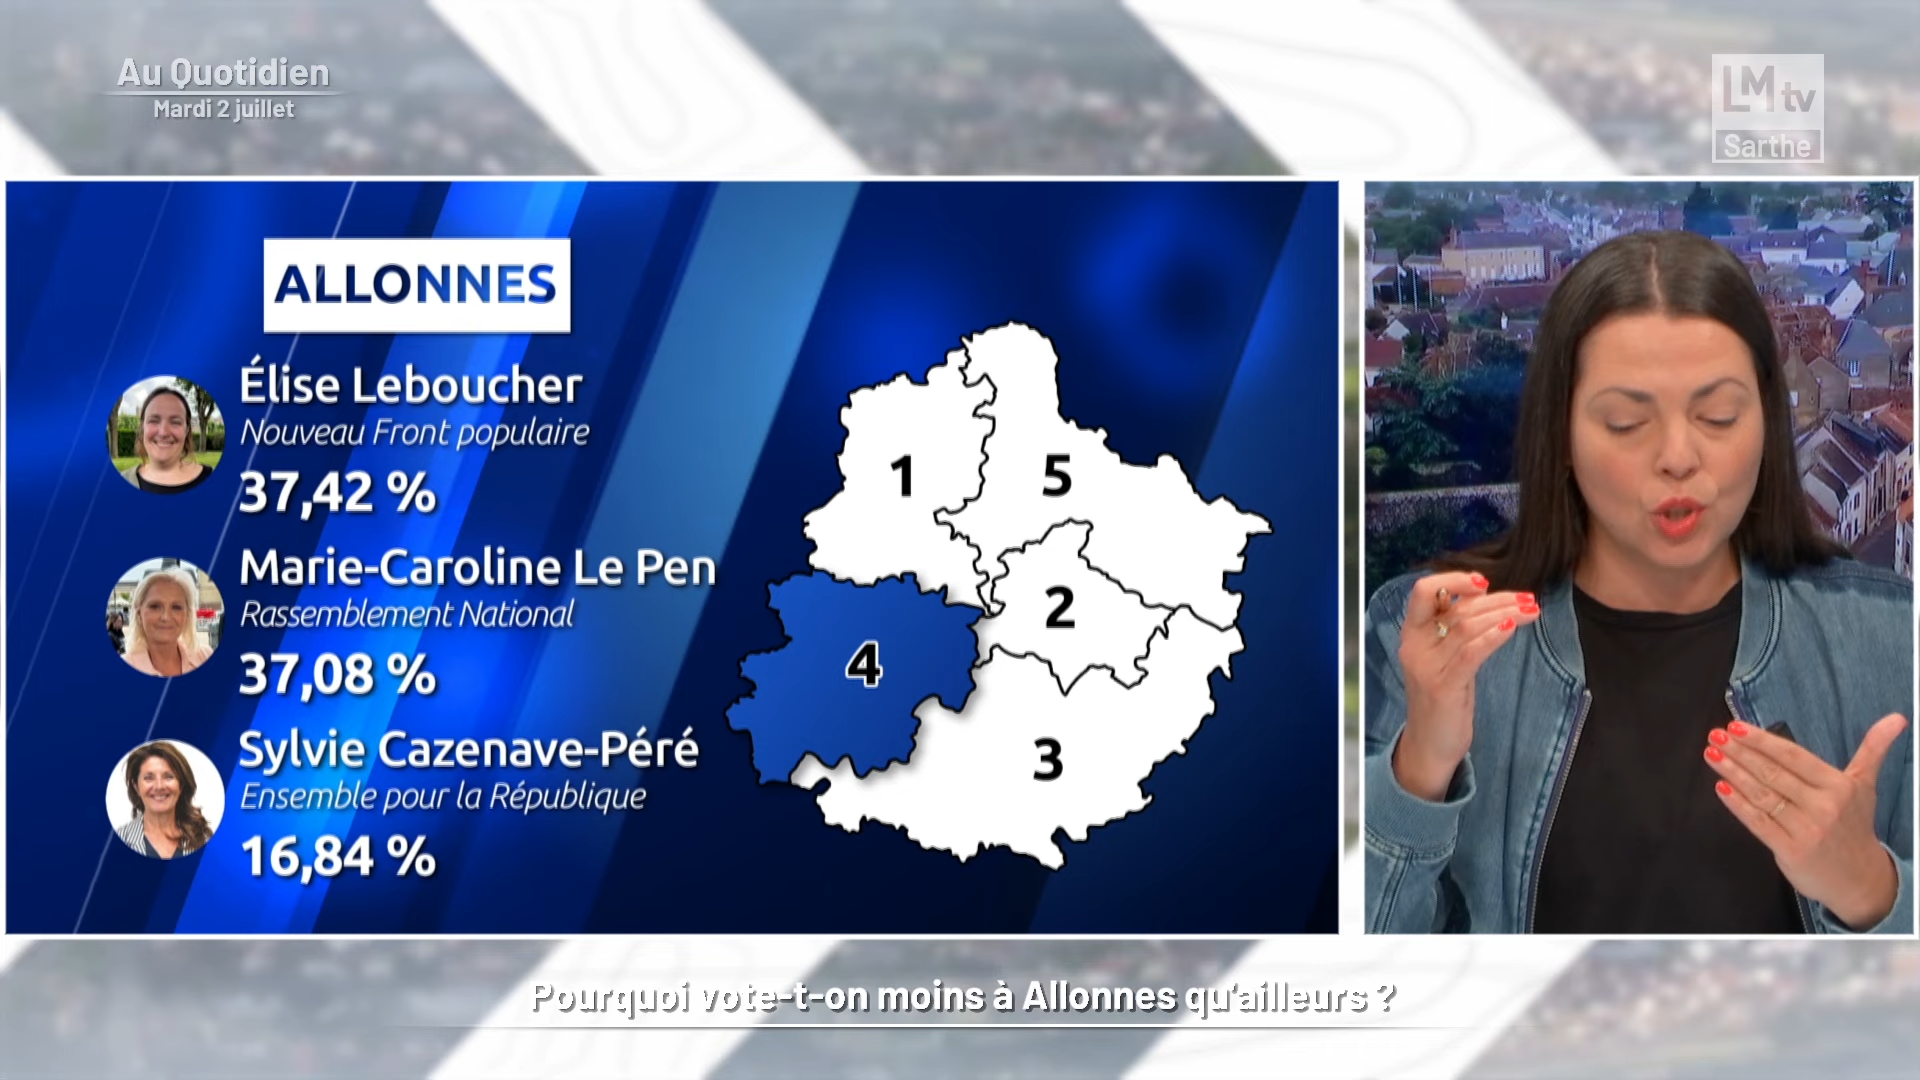 Au Quotidien
Mardi 2 juillet
LMtv
Sarthe
ALLONNES
Élise Leboucher
Nouveau Front populaire
37,42 %
Marie-Caroline Le Pen
Rassemblement National
37,08 %
Sylvie Cazenave-Péré
Ensemble pour la République
16,84 %
1
5
2
4
3
Pourquoi vote-t-on moins à Allonnes qu'ailleurs ?